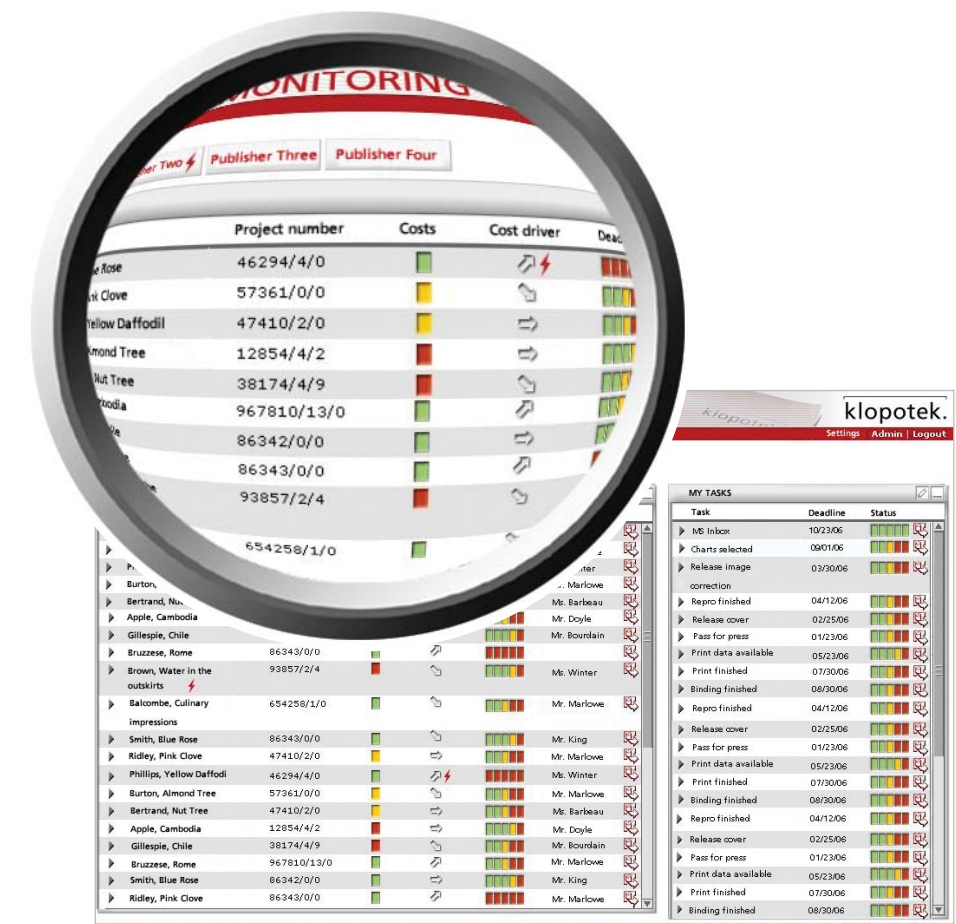 MONITORING
Two Publisher Three Publisher Four
Project number Costs Cost driver
Rose 46294/4/0
Clove 57361/0/0
Yellow Daffodil 47410/2/0
Almond Tree 12854/4/2
Nut Tree 38174/4/9
967810/13/0
86342/0/0
86343/0/0
93857/2/4
654258/1/0
klopotek.
Settings Admin | Logout
Burton,
Bertrand, Ms. Barbeau
Apple, Cambodia Mr. Doyle
Gillespie, Chile Mr. Bourdain
Bruzzese, Rome 86343/0/0
Brown, Water in the 93857/2/4 Ms. Winter
outskirts
Balcombe, Culinary 654258/1/0 Mr. Marlowe
impressions
Smith, Blue Rose 86343/0/0 Mr. King
Ridley, Pink Clove 47410/2/0 Mr. Marlowe
Phillips, Yellow Daffodi 46294/4/0 Ms. Winter
Burton, Almond Tree 57361/0/0 Mr. Marlowe
Bertrand, Nut Tree 47410/2/0 Ms. Barbeau
Apple, Cambodia 12854/4/2 Mr. Doyle
Gillespie, Chile 38174/4/9 Mr. Bourdain
Bruzzese, Rome 967810/13/0 Mr. Marlowe
Smith, Blue Rose 86342/0/0 Mr. King
Ridley, Pink Clove 86343/0/0 Mr. Marlowe
MY TASKS
Task Deadline Status
MS Inbox 10/23/06
Charts selected 09/01/06
Release image 03/30/06
correction
Repro finished 04/12/06
Release cover 02/25/06
Pass for press 01/23/06
Print data available 05/23/06
Print finished 07/30/06
Binding finished 08/30/06
Repro finished 04/12/06
Release cover 02/25/06
Pass for press 01/23/06
Print data available 05/23/06
Print finished 07/30/06
Binding finished 08/30/06
Repro finished 04/12/06
Release cover 02/25/06
Pass for press 01/23/06
Print data available 05/23/06
Print finished 07/30/06
Binding finished 08/30/06